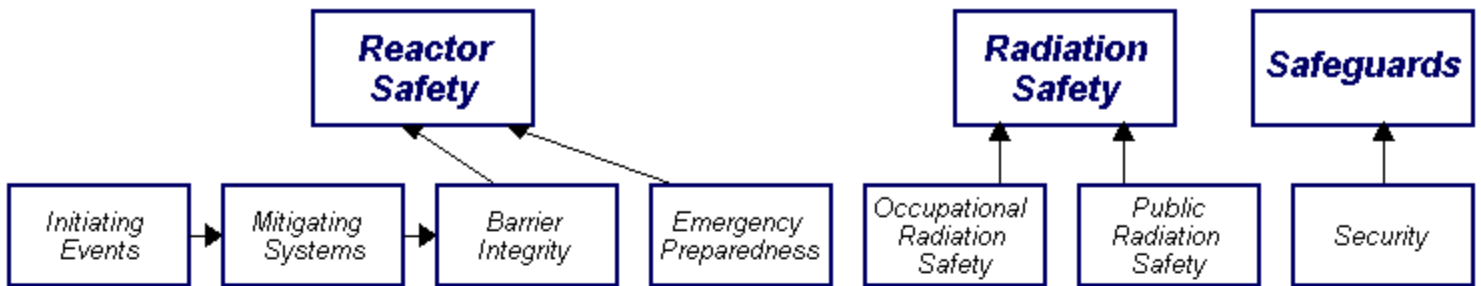 Reactor
Safety
Radiation
Safety
Safeguards
Initiating
Events
Mitigating
Systems
Barrier
Integrity
Emergency
Preparedness
Occupational
Radiation
Safety
Public
Radiation
Safety
Security